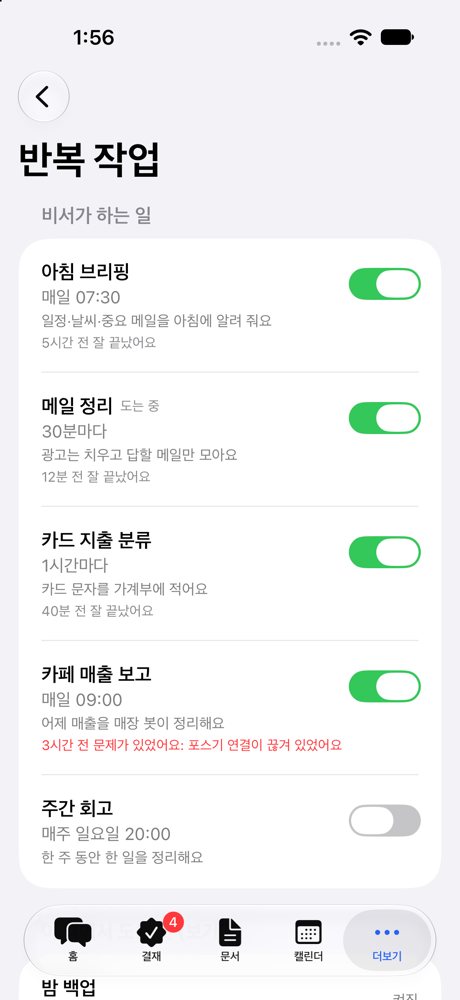 1:56
반복 작업
비서가 하는 일
아침 브리핑
매일 07:30
일정·날씨·중요 메일을 아침에 알려 줘요
5시간 전 잘 끝났어요
메일 정리 도는 중
30분마다
광고는 치우고 답할 메일만 모아요
12분 전 잘 끝났어요
카드 지출 분류
1시간마다
카드 문자를 가계부에 적어요
40분 전 잘 끝났어요
카페 매출 보고
매일 09:00
어제 매출을 매장 봇이 정리해요
3시간 전 문제가 있었어요: 포스기 연결이 끊겨 있었어요
주간 회고
매주 일요일 20:00
한 주 동안 한 일을 정리해요
4
홈 결재 문서 캘린더 더보기
밤 백업
켜짐